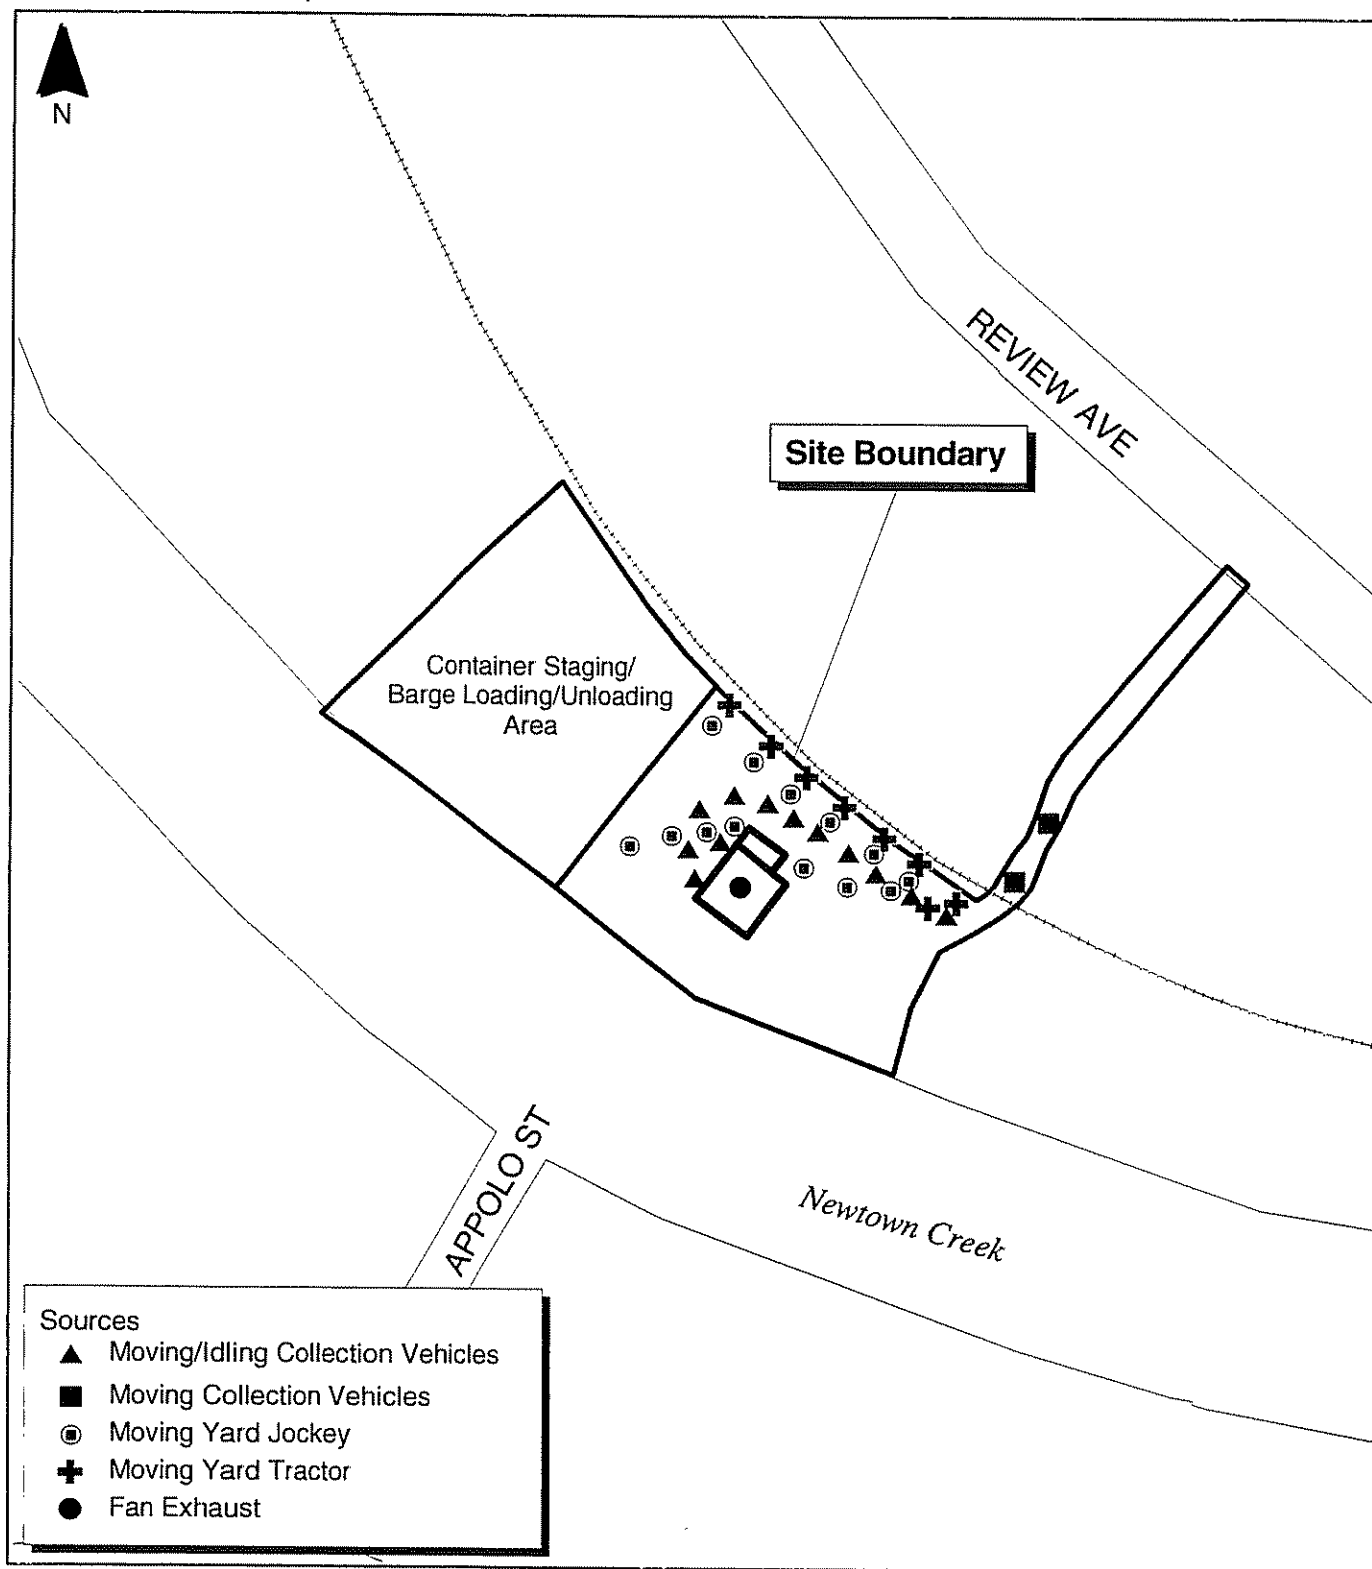 N
REVIEW AVE
Site Boundary
Container Staging/
Barge Loading/Unloading
Area
APPOLO ST
Newtown Creek
Sources
Moving/Idling Collection Vehicles
Moving Collection Vehicles
Moving Yard Jockey
Moving Yard Tractor
Fan Exhaust